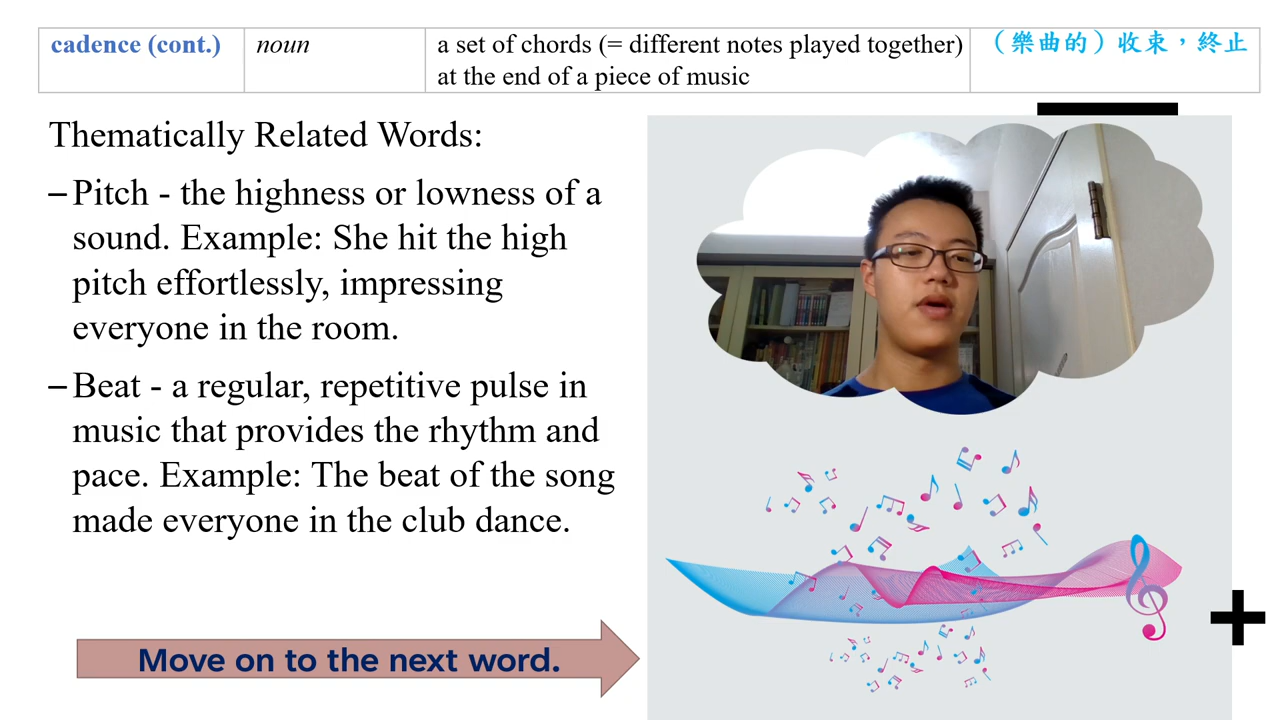 cadence (cont.) noun a set of chords (= different notes played together) （樂曲的）收束，終止
at the end of a piece of music
Thematically Related Words:
–Pitch - the highness or lowness of a
sound. Example: She hit the high
pitch effortlessly, impressing
everyone in the room.
–Beat - a regular, repetitive pulse in
music that provides the rhythm and
pace. Example: The beat of the song
made everyone in the club dance.
Move on to the next word.